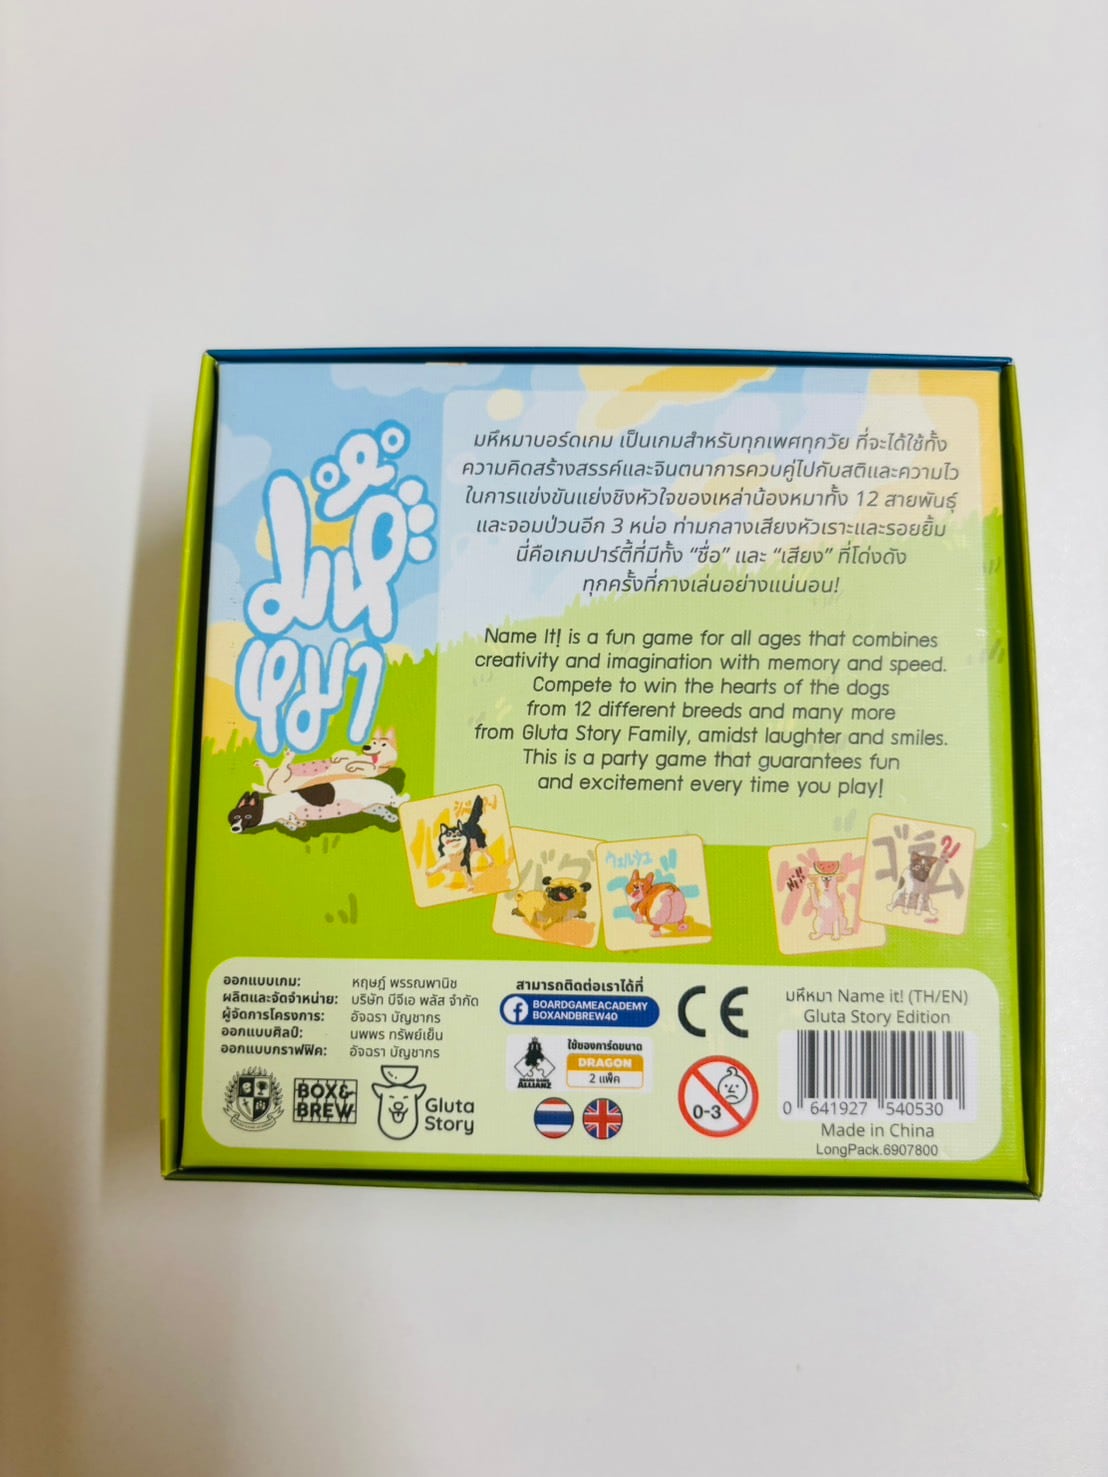 มหึ
หมา
มหึหมาบอร์ดเกม เป็นเกมสำหรับทุกเพศทุกวัย ที่จะได้ใช้ทั้ง
ความคิดสร้างสรรค์และจินตนาการควบคู่ไปกับสติและความไว
ในการแข่งขันแย่งชิงหัวใจของเหล่าน้องหมาทั้ง 12 สายพันธุ์
และจอมป่วนอีก 3 หน่อ ท่ามกลางเสียงหัวเราะและรอยยิ้ม
นี่คือเกมปาร์ตี้ที่มีทั้ง “ชื่อ” และ “เสียง” ที่โด่งดัง
ทุกครั้งที่กางเล่นอย่างแน่นอน!
Name It! is a fun game for all ages that combines
creativity and imagination with memory and speed.
Compete to win the hearts of the dogs
from 12 different breeds and many more
from Gluta Story Family, amidst laughter and smiles.
This is a party game that guarantees fun
and excitement every time you play!
パグ
ウェルシュ
コーギー
ゴラム
ออกแบบเกม: หฤษฎ์ พรรณพานิช
ผลิตและจัดจำหน่าย: บริษัท บีจีเอ พลัส จำกัด
ผู้จัดการโครงการ: อัจฉรา บัญชากร
ออกแบบศิลป์: นพพร ทรัพย์เย็น
ออกแบบกราฟฟิค: อัจฉรา บัญชากร
BOX&
BREW
Gluta
Story
สามารถติดต่อเราได้ที่
BOARDGAMEACADEMY
BOXANDBREW40
BOARD GAME
ALLIANZ
ใช้ซองการ์ดขนาด
DRAGON
2 แพ็ค
CE
0-3
มหึหมา Name it! (TH/EN)
Gluta Story Edition
0 641927 540530
Made in China
LongPack.6907800